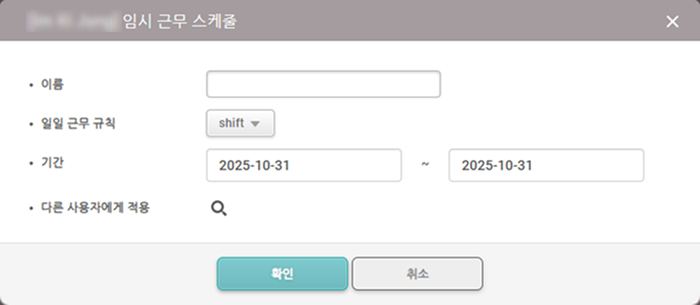 임시 근무 스케줄
이름
일일 근무 규칙 shift
기간 2025-10-31 ~ 2025-10-31
다른 사용자에게 적용
확인 취소